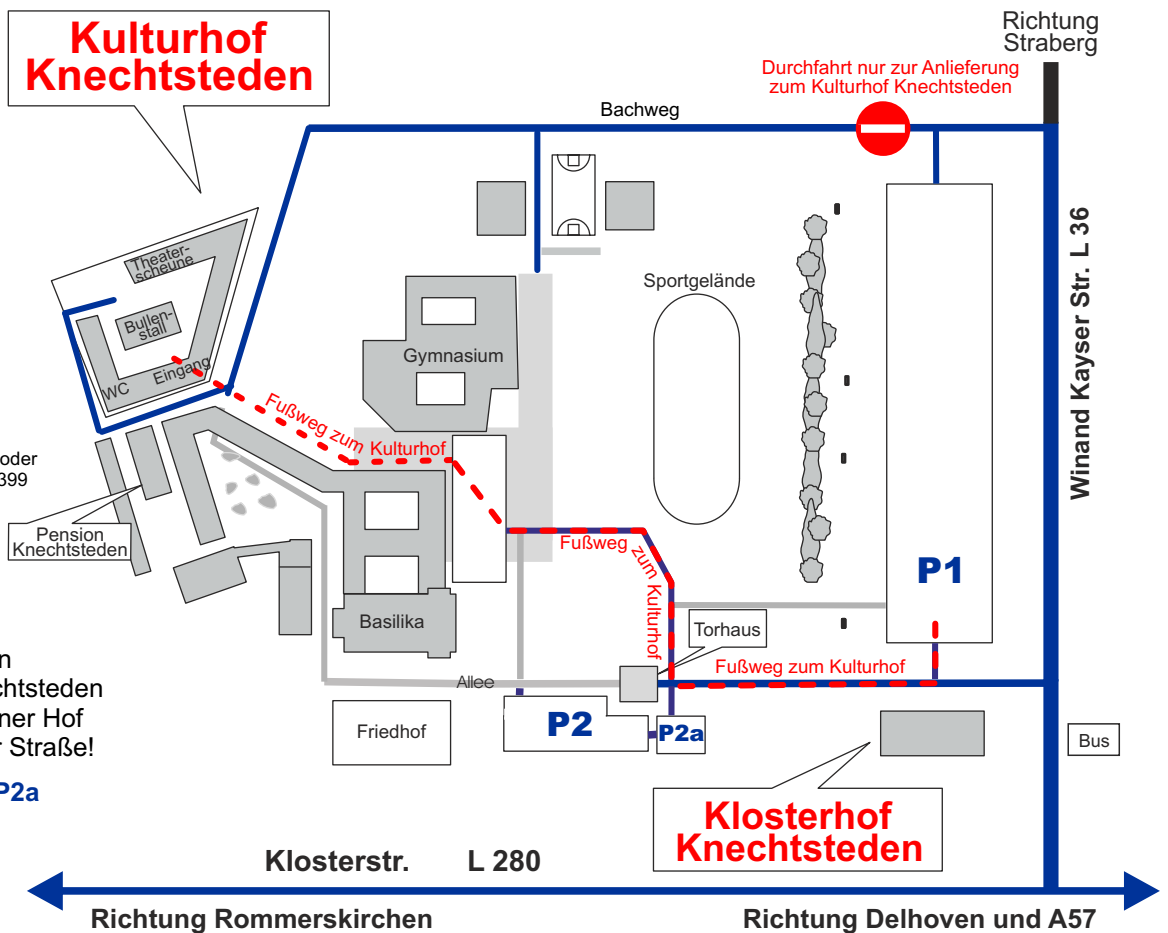 Kulturhof
Knechtsteden
Richtung
Straberg
Durchfahrt nur zur Anlieferung
zum Kulturhof Knechtsteden
Bachweg
Theater-
scheune
Bullen-
stall
WC
Eingang
Sportgelände
Winand Kayser Str. L 36
Gymnasium
Fußweg zum Kulturhof
oder
399
Pension
Knechtsteden
Fußweg
zum Kulturhof
P1
Basilika
Torhaus
Fußweg zum Kulturhof
n
chtsteden
ner Hof
r Straße!
P2a
Allee
Friedhof
P2
P2a
Bus
Klosterhof
Knechtsteden
Klosterstr. L 280
Richtung Rommerskirchen
Richtung Delhoven und A57